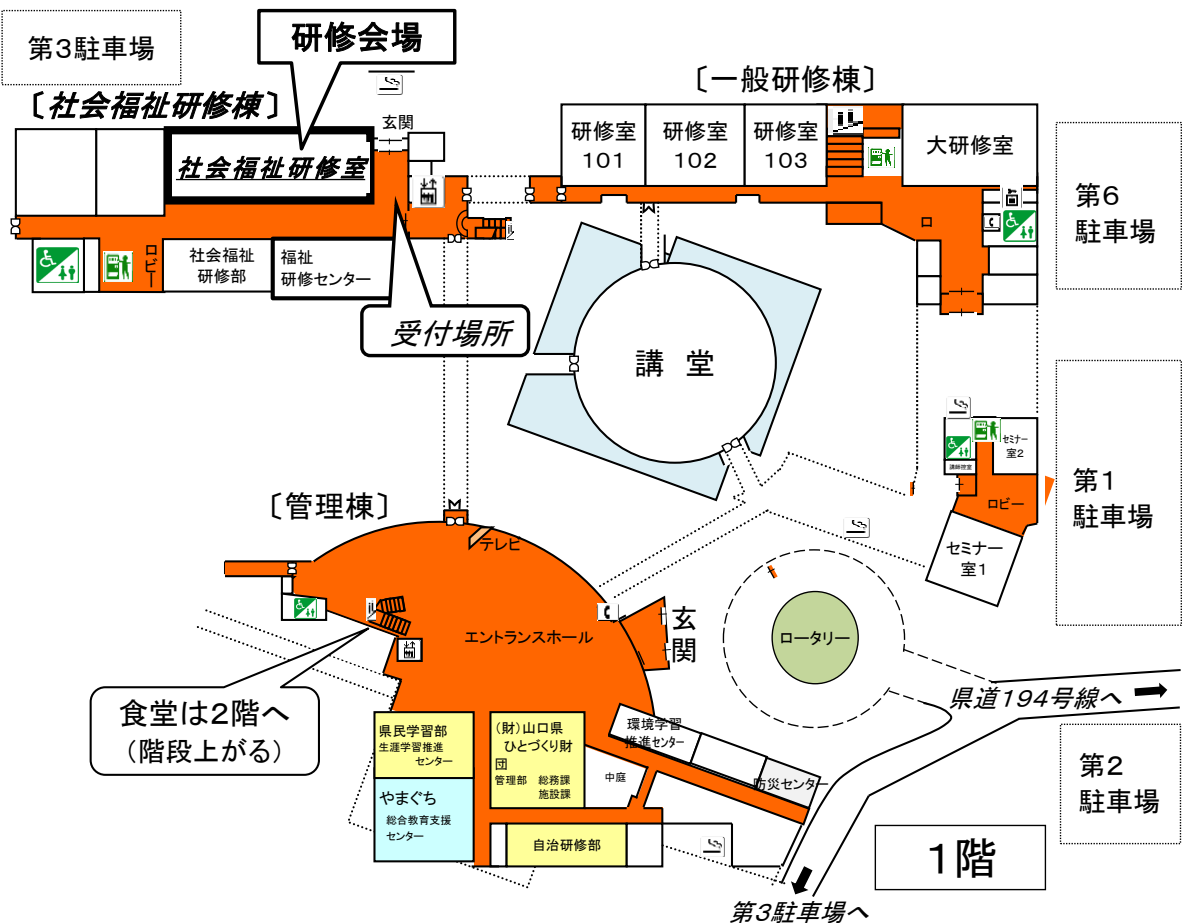 第3駐車場
研修会場
〔社会福祉研修棟〕
玄関
社会福祉研修室
ロビー
社会福祉
研修部
福祉
研修センター
受付場所
〔一般研修棟〕
研修室
101
研修室
102
研修室
103
大研修室
ロ
第6
駐車場
講 堂
第1
駐車場
セミナー
室2
講師控室
ロビー
セミナー
室1
〔管理棟〕
テレビ
エントランスホール
玄
関
ロータリー
食堂は2階へ
(階段上がる)
県道194号線へ
県民学習部
生涯学習推進
センター
(財)山口県
ひとづくり財
団
管理部 総務課
施設課
環境学習
推進センター
中庭
防災センター
やまぐち
総合教育支援
センター
自治研修部
第2
駐車場
1階
第3駐車場へ